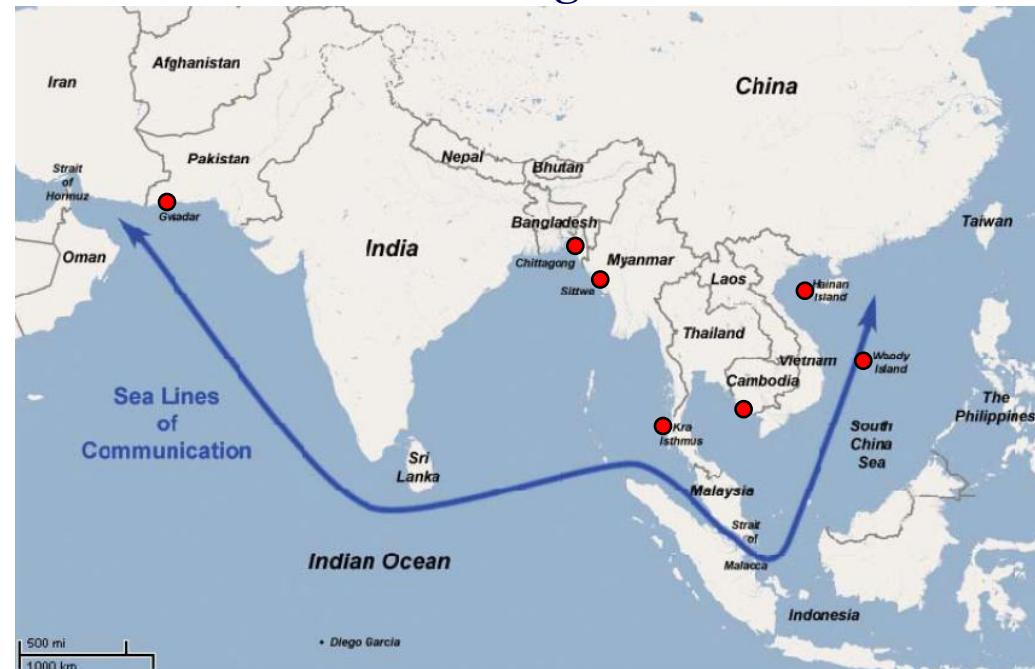 Afghanistan
Iran
China
Pakistan
Nepal
Bhutan
Strait
of
Hormuz
Gwadar
Bangladesh
Taiwan
India
Oman
Chittagong
Myanmar
Laos
Sittwe
Hainan
Island
Thailand
Vietnam
Woody
Island
Cambodia
Sea Lines
of
Communication
The
Philippines
Kra
Isthmus
South
China
Sea
Sri
Lanka
Malaysia
Strait
of
Malacca
Indian Ocean
Indonesia
• Diego Garcia
500 mi
1000 km